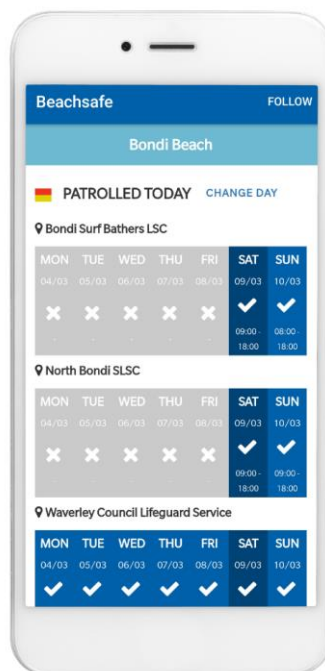 Beachsafe FOLLOW
Bondi Beach
PATROLLED TODAY CHANGE DAY
Bondi Surf Bathers LSC
MON TUE WED THU FRI SAT SUN
04/03 05/03 06/03 07/03 08/03 09/03 10/03
09:00 - 08:00 -
18:00 18:00
North Bondi SLSC
MON TUE WED THU FRI SAT SUN
04/03 05/03 06/03 07/03 08/03 09/03 10/03
09:00 - 09:00 -
18:00 18:00
Waverley Council Lifeguard Service
MON TUE WED THU FRI SAT SUN
04/03 05/03 06/03 07/03 08/03 09/03 10/03